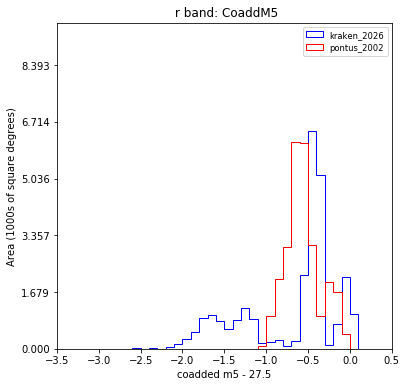 r band: CoaddM5
kraken_2026
pontus_2002
Area (1000s of square degrees)
8.393
6.714
5.036
3.357
1.679
0.000
−3.5 −3.0 −2.5 −2.0 −1.5 −1.0 −0.5 0.0 0.5
coadded m5 - 27.5